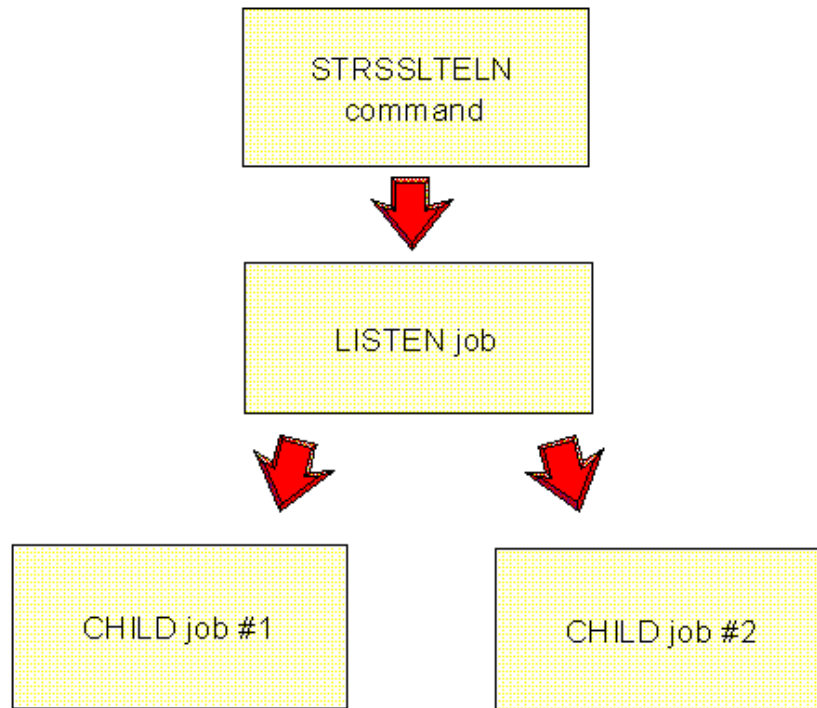 STRSSLTELN
command
LISTEN job
CHILD job #1
CHILD job #2